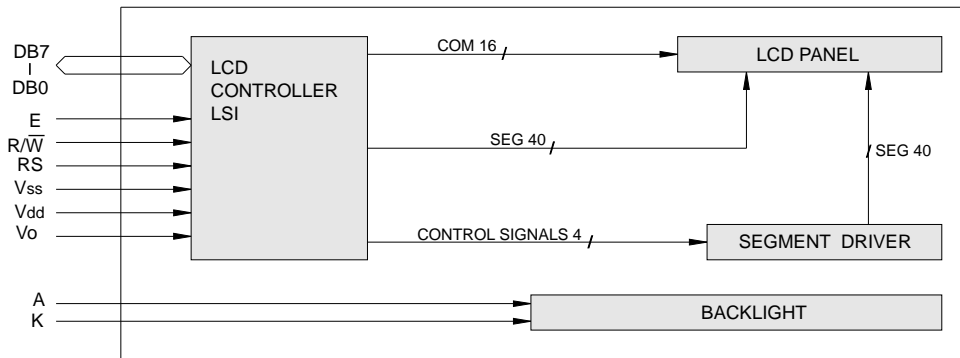 DB7
DB0
E
R/W̅
RS
Vss
Vdd
Vo
A
K
LCD
CONTROLLER
LSI
COM 16
LCD PANEL
SEG 40
SEG 40
CONTROL SIGNALS 4
SEGMENT DRIVER
BACKLIGHT